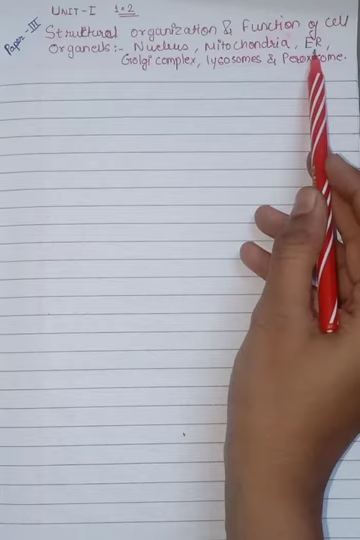 UNIT-I 1.2
Paper-III
Structural organization & Function of cell
Organells:- Nucleus, Mitochondria, ER,
Golgi complex, lysosomes & Peroxisome.